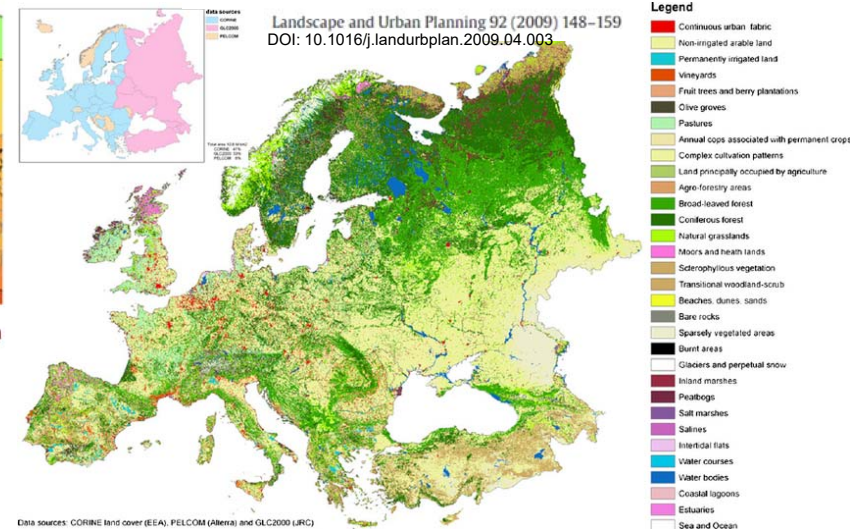 data sources
CORINE
GLC2000
PELCOM
Landscape and Urban Planning 92 (2009) 148–159
DOI: 10.1016/j.landurbplan.2009.04.003
CORINE
GLC2000
PELCOM
Legend
Continuous urban fabric
Non-irrigated arable land
Permanently irrigated land
Vineyards
Fruit trees and berry plantations
Olive groves
Pastures
Annual cops associated with permanent crops
Complex cultivation patterns
Land principally occupied by agriculture
Agro-forestry areas
Broad-leaved forest
Coniferous forest
Natural grasslands
Moors and heath lands
Sclerophyllous vegetation
Transitional woodland-scrub
Beaches, dunes, sands
Bare rocks
Sparsely vegetated areas
Burnt areas
Glaciers and perpetual snow
Inland marshes
Peatbogs
Salt marshes
Salines
Intertidal flats
Water courses
Water bodies
Coastal lagoons
Estuaries
Sea and Ocean
Data sources: CORINE land cover (EEA), PELCOM (Alterra) and GLC2000 (JRC)